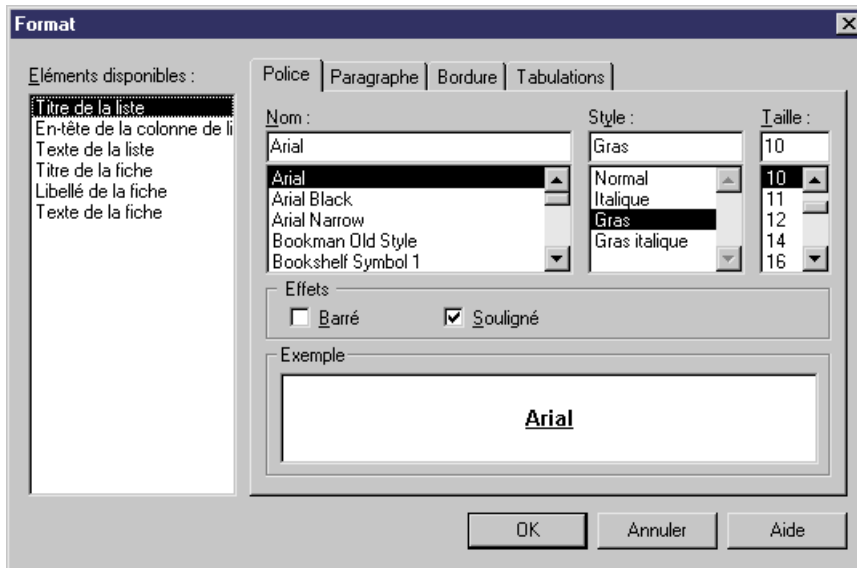 Format
Eléments disponibles :
Titre de la liste
En-tête de la colonne de li
Texte de la liste
Titre de la fiche
Libellé de la fiche
Texte de la fiche
Police Paragraphe Bordure Tabulations
Nom : Style : Taille :
Arial Gras 10
Arial Normal 10
Arial Black Italique 11
Arial Narrow Gras 12
Bookman Old Style Gras italique 14
Bookshelf Symbol 1 16
Effets
Barré Souligné
Exemple
Arial
OK Annuler Aide